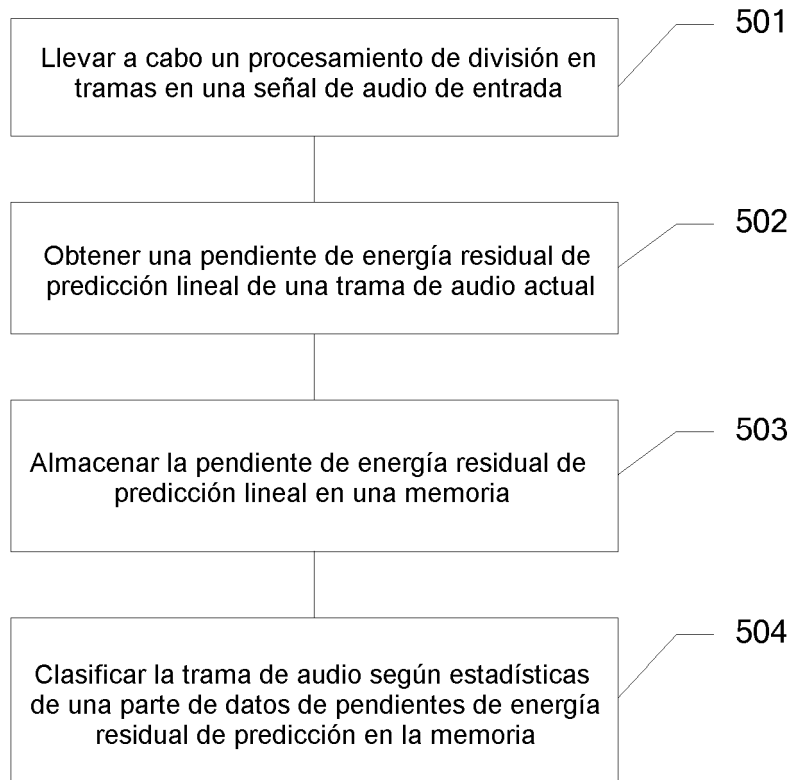 501
Llevar a cabo un procesamiento de división en
tramas en una señal de audio de entrada
502
Obtener una pendiente de energía residual de
predicción lineal de una trama de audio actual
503
Almacenar la pendiente de energía residual de
predicción lineal en una memoria
504
Clasificar la trama de audio según estadísticas
de una parte de datos de pendientes de energía
residual de predicción en la memoria